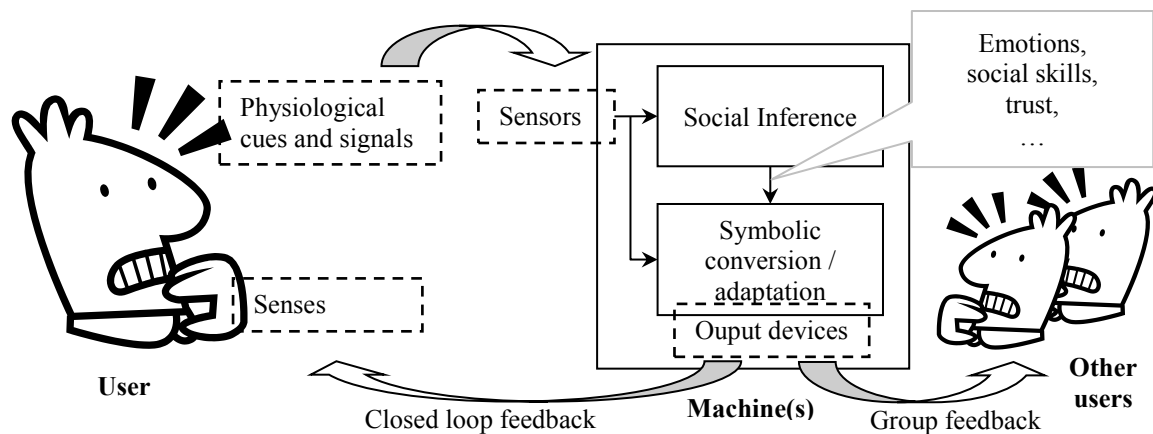 Physiological
cues and signals
Sensors
Social Inference
Emotions,
social skills,
trust,
…
Symbolic
conversion /
adaptation
Senses
Ouput devices
User
Closed loop feedback
Machine(s)
Group feedback
Other
users